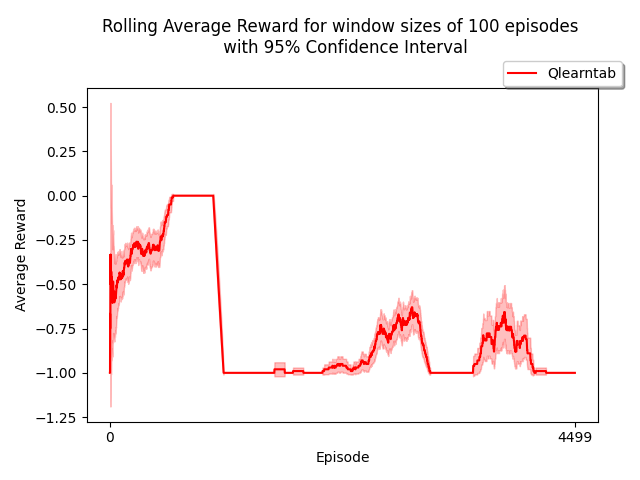 Rolling Average Reward for window sizes of 100 episodes
with 95% Confidence Interval
Qlearntab
0.50
0.25
0.00
−0.25
−0.50
−0.75
−1.00
−1.25
Average Reward
0
4499
Episode